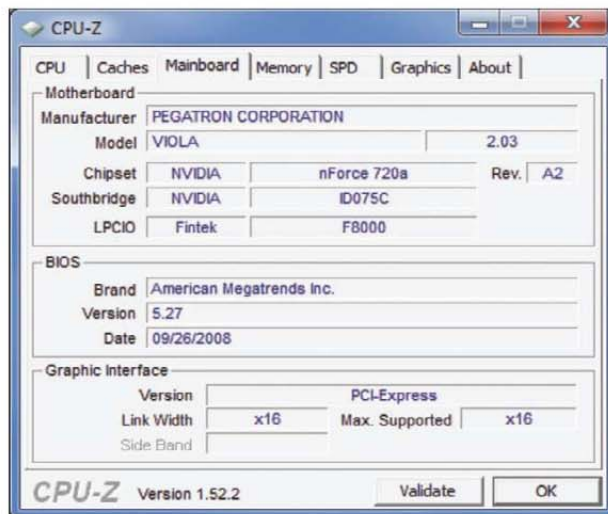 CPU-Z
CPU Caches Mainboard Memory SPD Graphics About
Motherboard
Manufacturer PEGATRON CORPORATION
Model VIOLA 2.03
Chipset NVIDIA nForce 720a Rev. A2
Southbridge NVIDIA ID075C
LPCIO Fintek F8000
BIOS
Brand American Megatrends Inc.
Version 5.27
Date 09/26/2008
Graphic Interface
Version PCI-Express
Link Width x16 Max. Supported x16
Side Band
CPU-Z Version 1.52.2 Validate OK